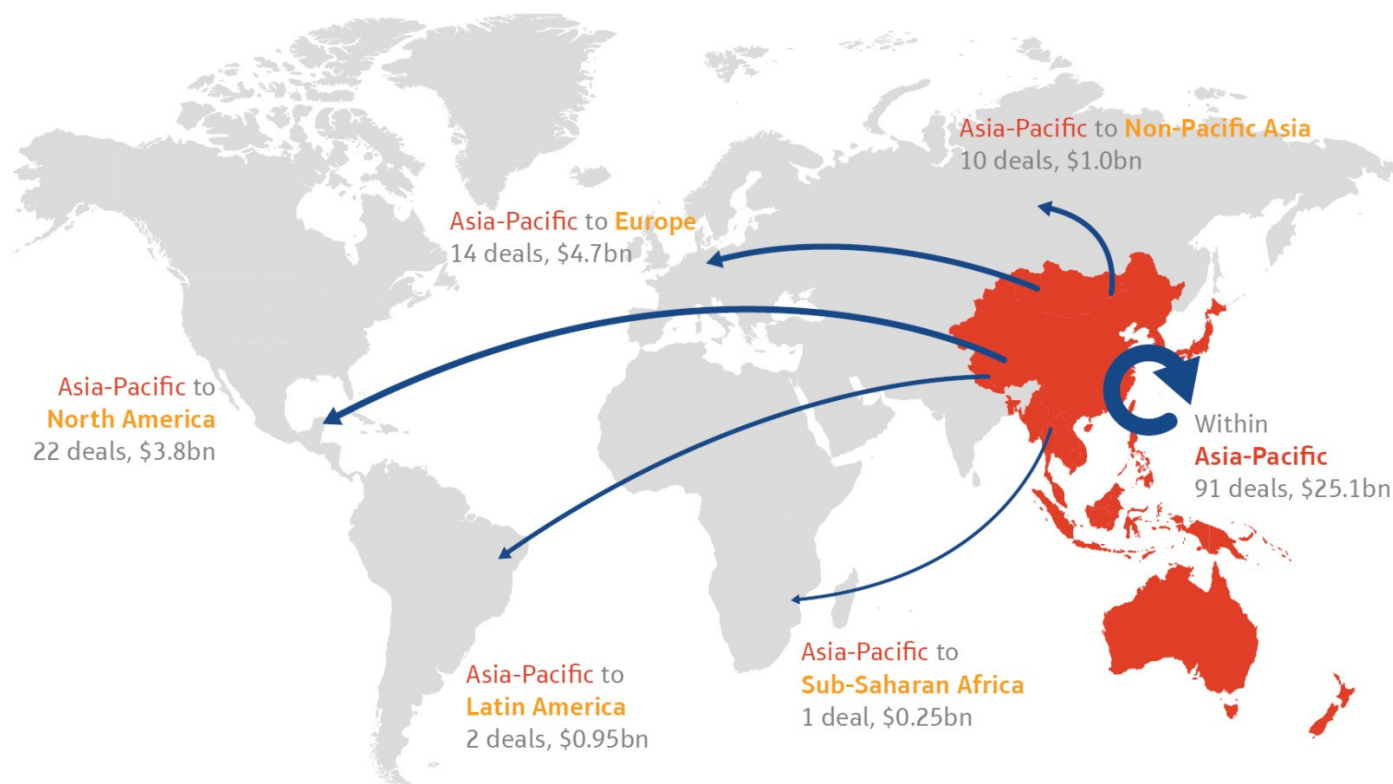 Asia-Pacific to Non-Pacific Asia
10 deals, $1.0bn
Asia-Pacific to Europe
14 deals, $4.7bn
Asia-Pacific to
North America
22 deals, $3.8bn
Within
Asia-Pacific
91 deals, $25.1bn
Asia-Pacific to
Latin America
2 deals, $0.95bn
Asia-Pacific to
Sub-Saharan Africa
1 deal, $0.25bn